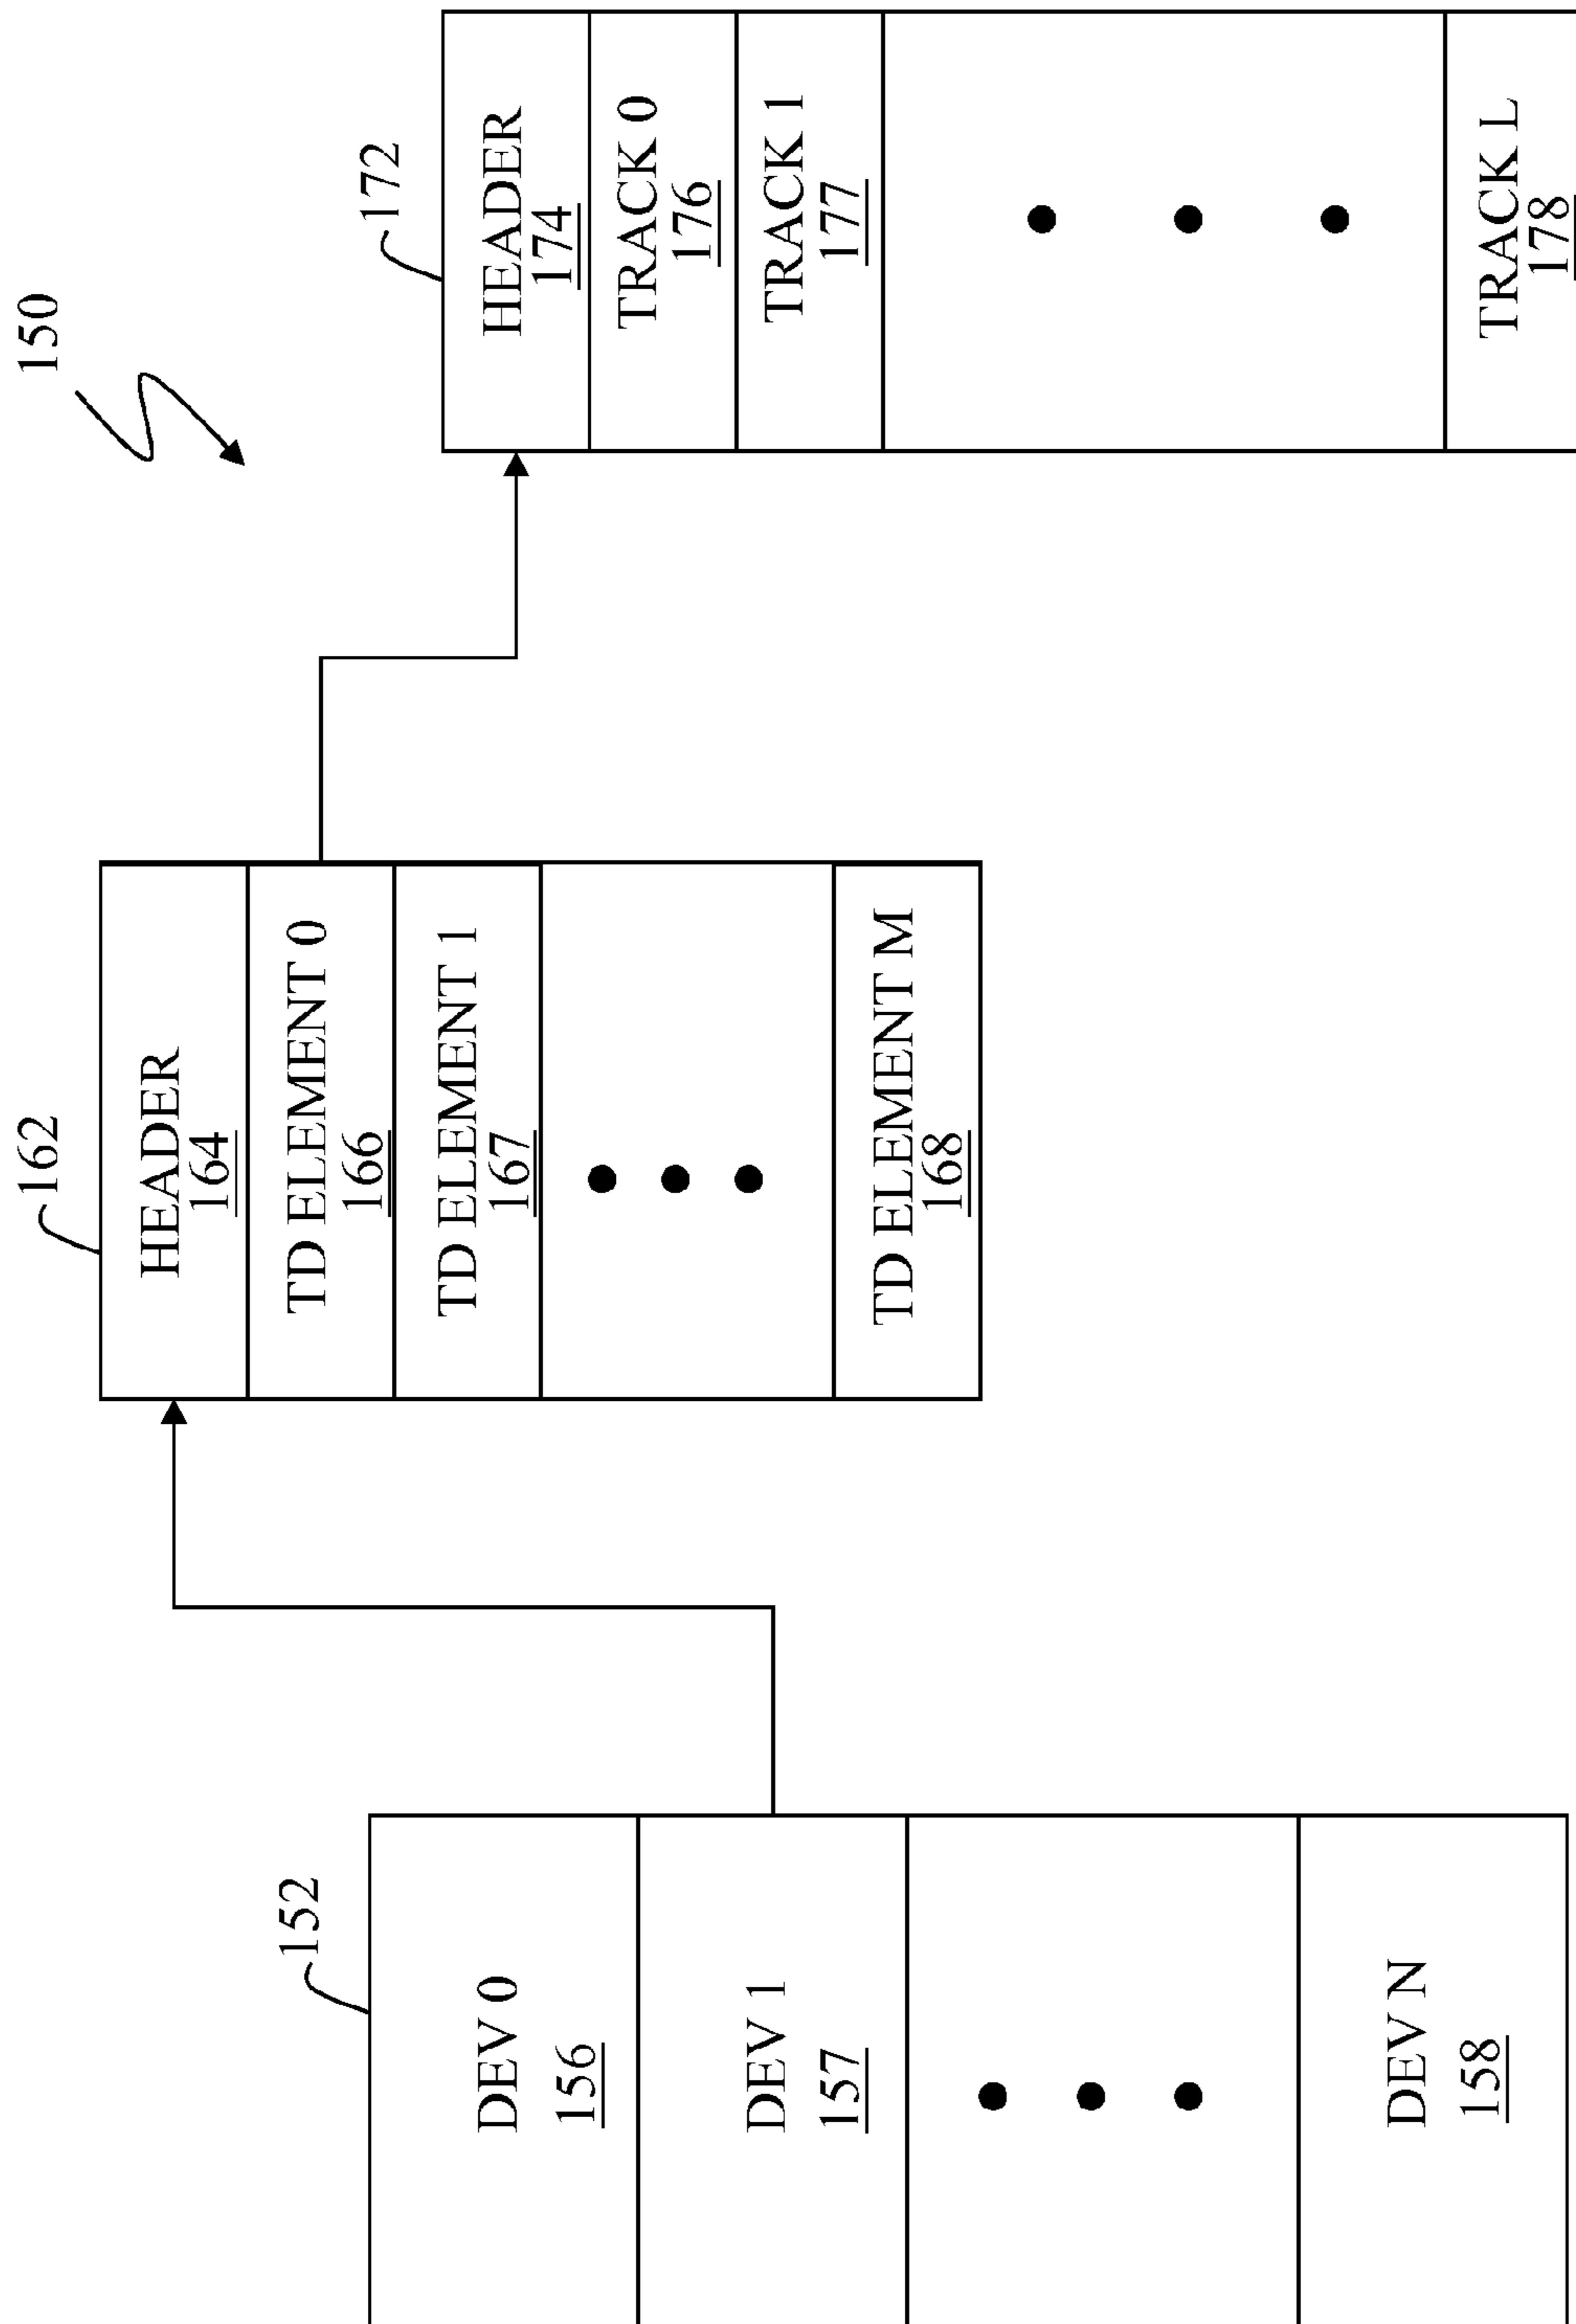 150
152
DEV 0
156
DEV 1
157
DEV N
158
162
HEADER
164
TD ELEMENT 0
166
TD ELEMENT 1
167
TD ELEMENT M
168
172
HEADER
174
TRACK 0
176
TRACK 1
177
TRACK L
178